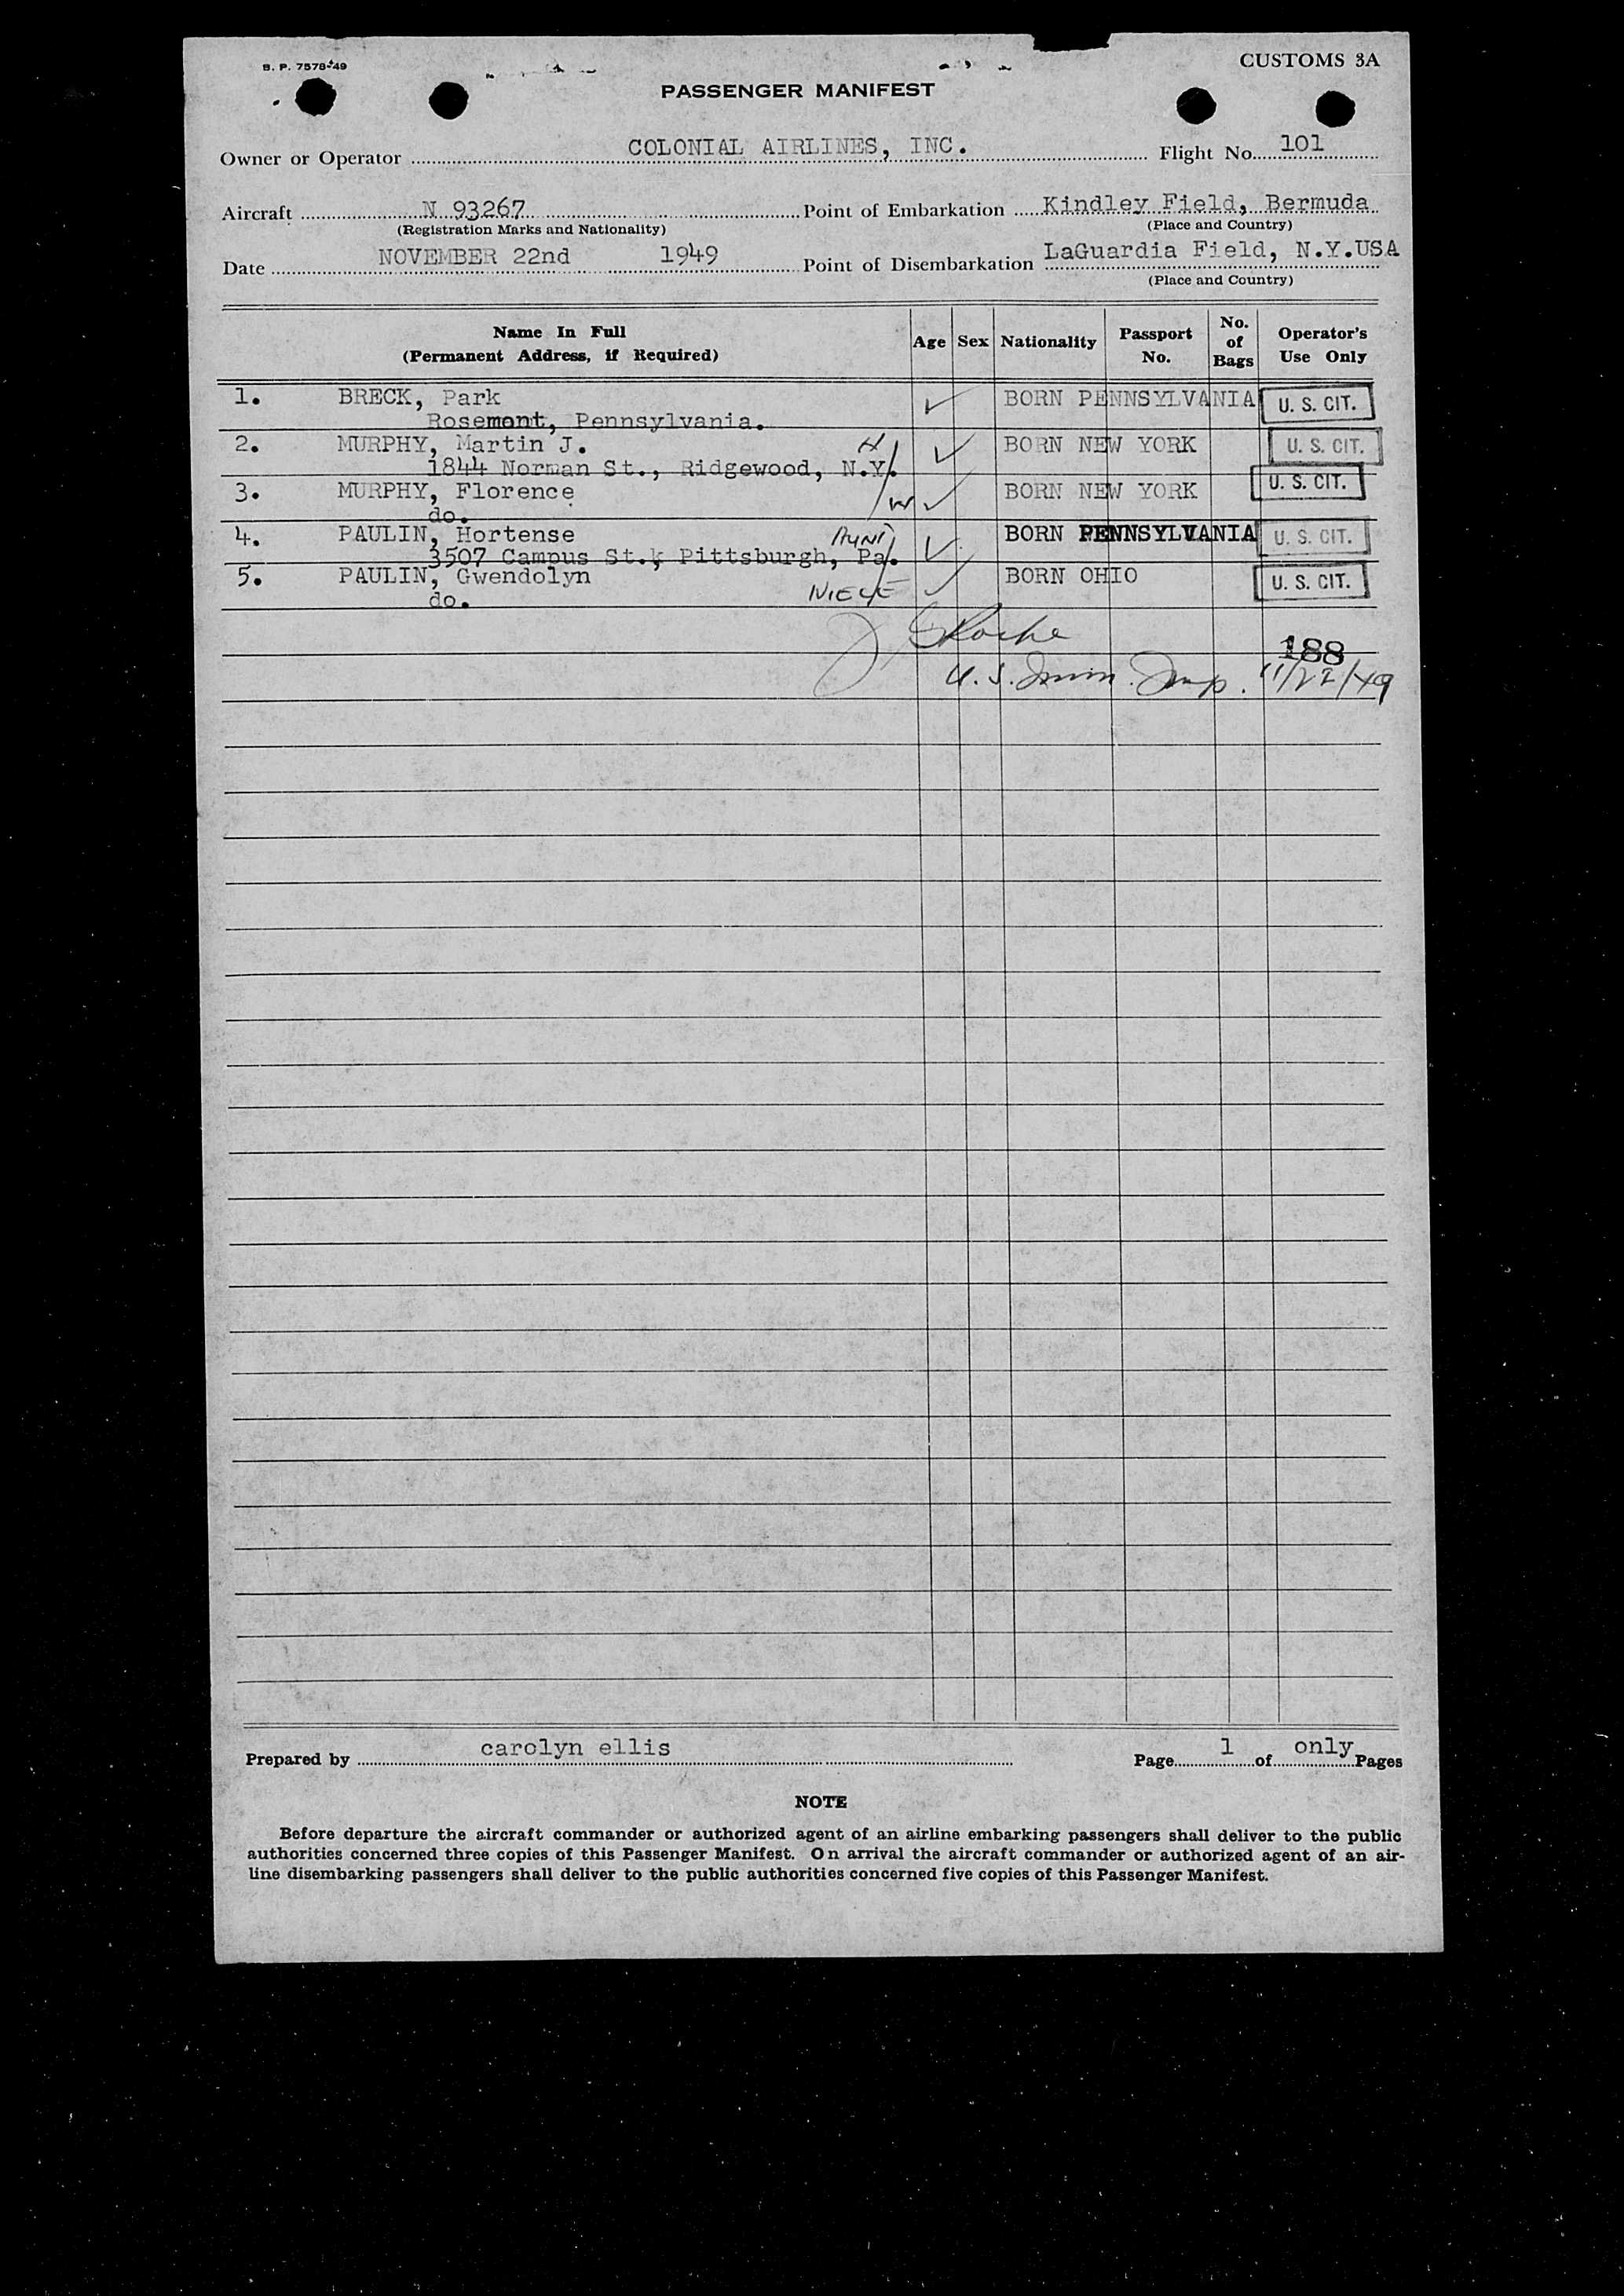 B. P. 7578-49
CUSTOMS 3A
PASSENGER MANIFEST
Owner or Operator COLONIAL AIRLINES, INC. Flight No. 101
Aircraft N 93267 Point of Embarkation Kindley Field, Bermuda
(Registration Marks and Nationality) (Place and Country)
Date NOVEMBER 22nd 1949 Point of Disembarkation LaGuardia Field, N.Y.USA
(Place and Country)
Name In Full (Permanent Address, if Required) Age Sex Nationality Passport No. No. of Bags Operator's Use Only
1. BRECK, Park BORN PENNSYLVANIA U. S. CIT.
Rosemont, Pennsylvania.
2. MURPHY, Martin J. H BORN NEW YORK U. S. CIT.
1844 Norman St., Ridgewood, N.Y.
3. MURPHY, Florence W BORN NEW YORK U. S. CIT.
do.
4. PAULIN, Hortense AUNT BORN PENNSYLVANIA U. S. CIT.
3507 Campus St., Pittsburgh, Pa.
5. PAULIN, Gwendolyn NIECE BORN OHIO U. S. CIT.
do.
Roche
188
U.S. Imm. Insp. 11/22/49
Prepared by carolyn ellis Page 1 of only Pages
NOTE
Before departure the aircraft commander or authorized agent of an airline embarking passengers shall deliver to the public
authorities concerned three copies of this Passenger Manifest. On arrival the aircraft commander or authorized agent of an air-
line disembarking passengers shall deliver to the public authorities concerned five copies of this Passenger Manifest.